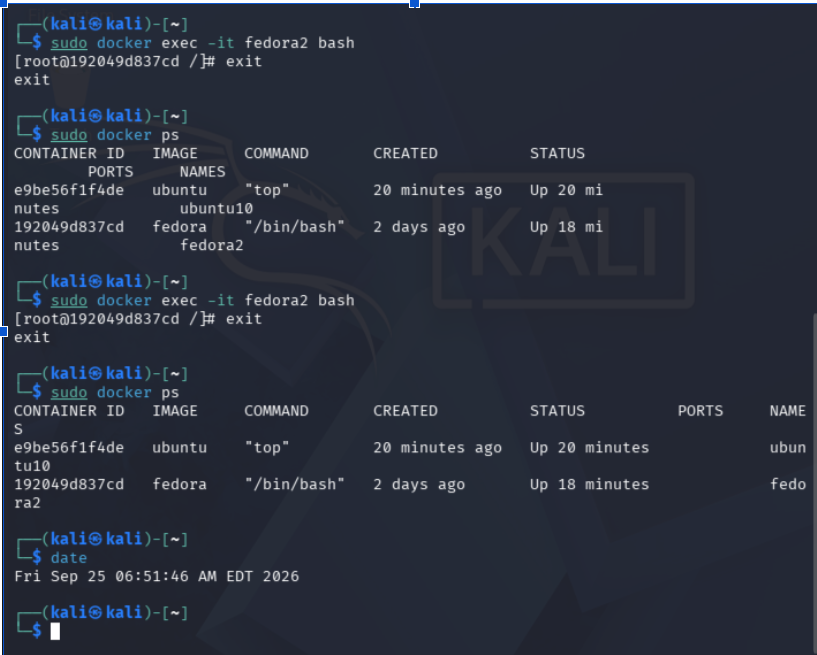 ┌──(kali㉿kali)-[~]
└─$ sudo docker exec -it fedora2 bash
[root@192049d837cd /]# exit
exit

┌──(kali㉿kali)-[~]
└─$ sudo docker ps
CONTAINER ID   IMAGE     COMMAND       CREATED          STATUS
        PORTS     NAMES
e9be56f1f4de   ubuntu    "top"         20 minutes ago   Up 20 mi
nutes             ubuntu10
192049d837cd   fedora    "/bin/bash"   2 days ago       Up 18 mi
nutes             fedora2

┌──(kali㉿kali)-[~]
└─$ sudo docker exec -it fedora2 bash
[root@192049d837cd /]# exit
exit

┌──(kali㉿kali)-[~]
└─$ sudo docker ps
CONTAINER ID   IMAGE     COMMAND       CREATED          STATUS          PORTS     NAME
S
e9be56f1f4de   ubuntu    "top"         20 minutes ago   Up 20 minutes             ubun
tu10
192049d837cd   fedora    "/bin/bash"   2 days ago       Up 18 minutes             fedo
ra2

┌──(kali㉿kali)-[~]
└─$ date
Fri Sep 25 06:51:46 AM EDT 2026

┌──(kali㉿kali)-[~]
└─$
KALI